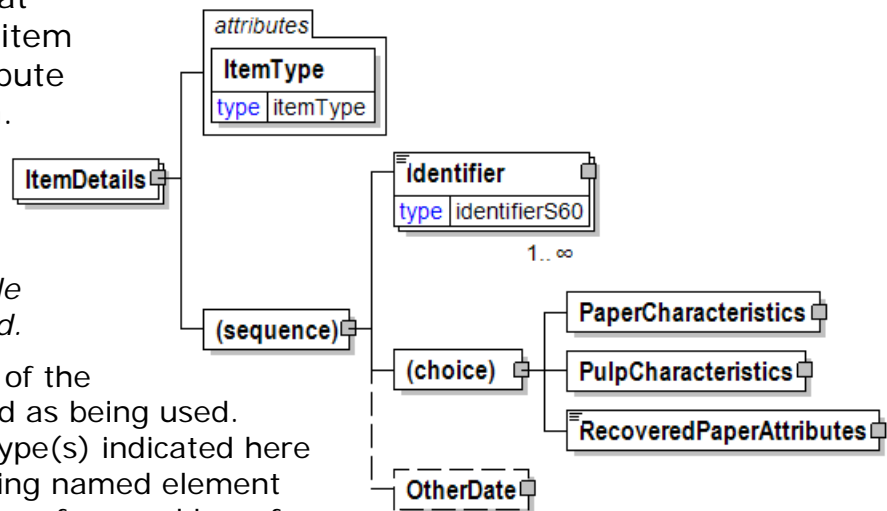 at
item
bute
.
le
d.
of the
d as being used.
ype(s) indicated here
ing named element
attributes
ItemType
type itemType
ItemDetails
Identifier
type identifierS60
1.. ∞
(sequence)
PaperCharacteristics
(choice)
PulpCharacteristics
RecoveredPaperAttributes
OtherDate